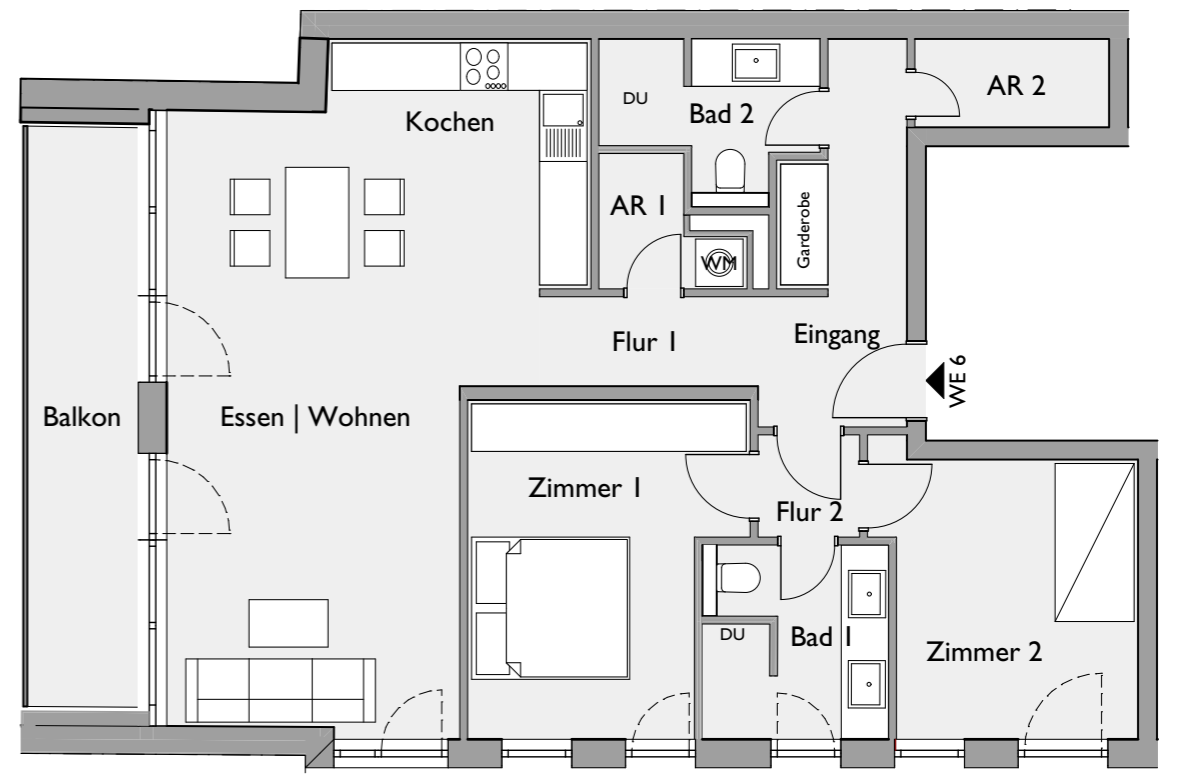 AR 2
DU
Bad 2
Kochen
AR 1
Garderobe
WM
Flur 1
Eingang
WE 6
Balkon
Essen | Wohnen
Zimmer 1
Flur 2
DU
Bad 1
Zimmer 2